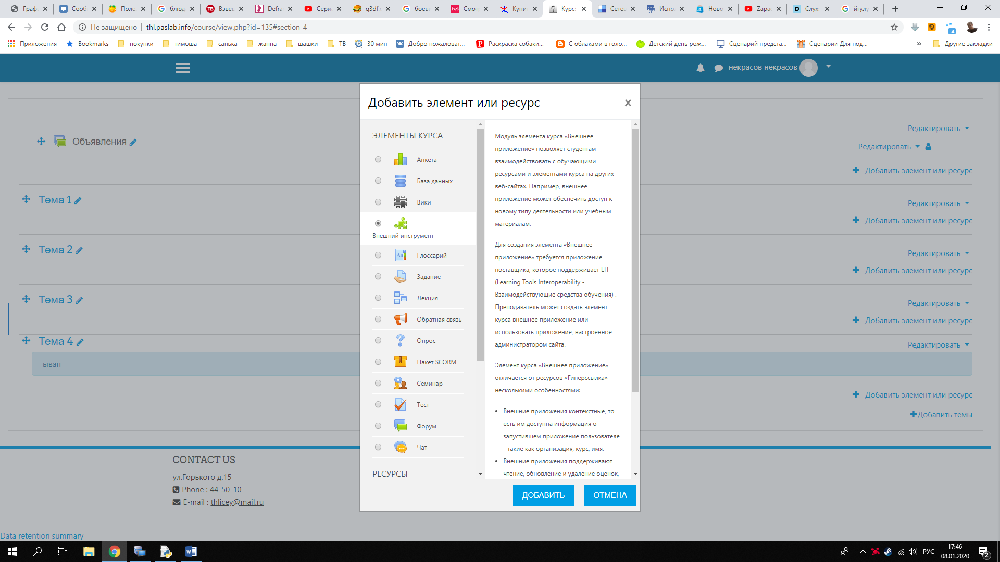 Граф
Сооб
Поле
блюд
Взвеш
Defra
Сери
q3df.
боев
Смот
Купи
Курс:
Сетев
Испо
Ново
Zapa
Слух
йгулу
Не защищено
thl.paslab.info/course/view.php?id=135#section-4
Приложения
Bookmarks
покупки
тимоша
санька
жанна
шашки
ТВ
30 мин
Добро пожаловат...
Раскраска собаки...
С облаками в голо...
Детский день рож...
Сценарий предста...
Сценарии Для под...
»
Другие закладки
некрасов некрасов
Добавить элемент или ресурс
×
ЭЛЕМЕНТЫ КУРСА
Анкета
База данных
Вики
Внешний инструмент
Глоссарий
Задание
Лекция
Обратная связь
Опрос
Пакет SCORM
Семинар
Тест
Форум
Чат
РЕСУРСЫ
Модуль элемента курса «Внешнее
приложение» позволяет студентам
взаимодействовать с обучающими
ресурсами и элементами курса на других
веб-сайтах. Например, внешнее
приложение может обеспечить доступ к
новому типу деятельности или учебным
материалам.
Для создания элемента «Внешнее
приложение» требуется приложение
поставщика, которое поддерживает LTI
(Learning Tools Interoperability -
Взаимодействующие средства обучения) .
Преподаватель может создать элемент
курса внешнее приложение или
использовать приложение, настроенное
администратором сайта.
Элемент курса «Внешнее приложение»
отличается от ресурсов «Гиперссылка»
несколькими особенностями:
• Внешние приложения контекстные, то
есть им доступна информация о
запустившем приложение пользователе
- такие как организация, курс, имя.
• Внешние приложения поддерживают
чтение, обновление и удаление оценок,
ДОБАВИТЬ
ОТМЕНА
Объявления
Редактировать
Редактировать
Добавить элемент или ресурс
Тема 1
Редактировать
Добавить элемент или ресурс
Тема 2
Редактировать
Добавить элемент или ресурс
Тема 3
Редактировать
Добавить элемент или ресурс
Тема 4
Редактировать
ывап
Добавить элемент или ресурс
Добавить темы
CONTACT US
ул.Горького д.15
Phone : 44-50-10
E-mail : thlicey@mail.ru
Data retention summary
РУС
17:46
08.01.2020
2